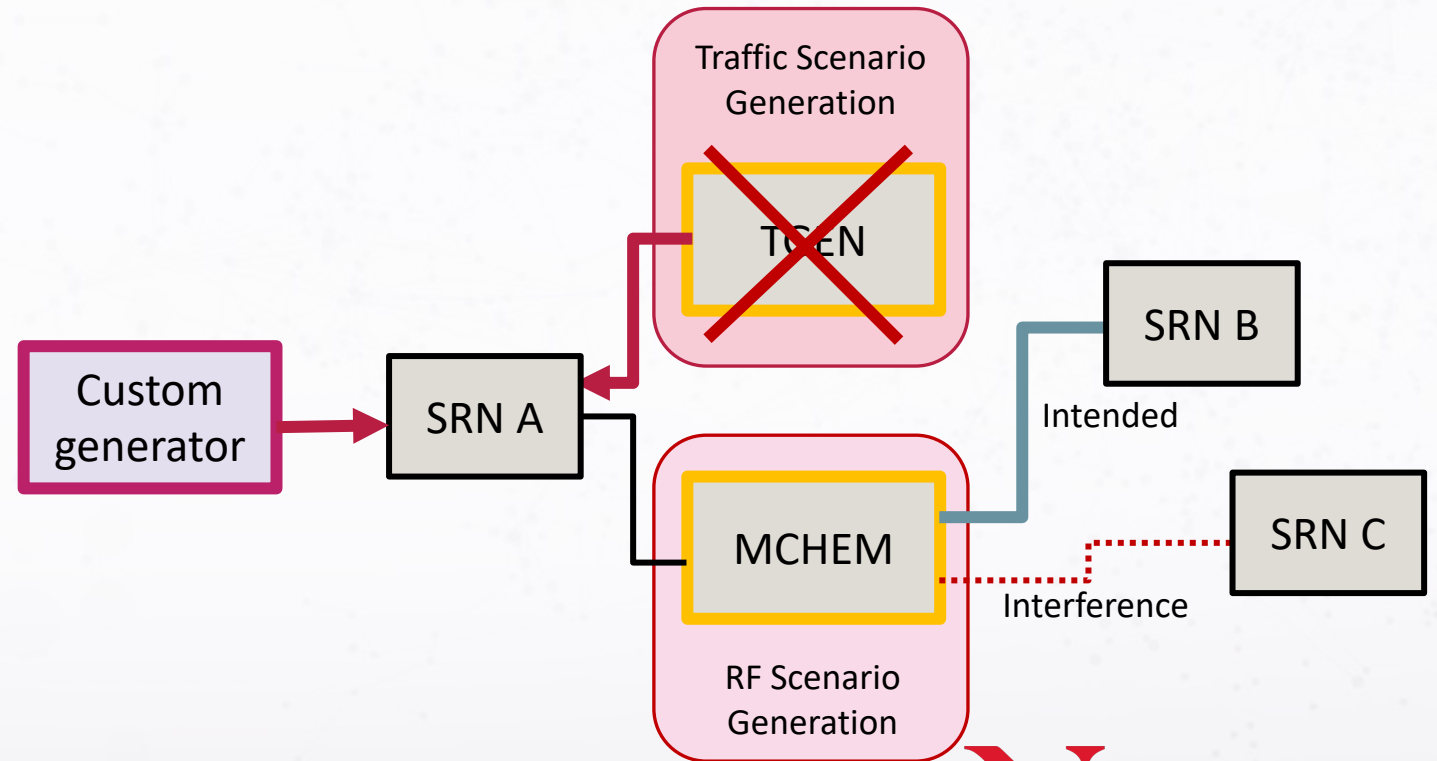 Traffic Scenario
Generation
TGEN
Custom
generator
SRN A
SRN B
Intended
MCHEM
SRN C
Interference
RF Scenario
Generation